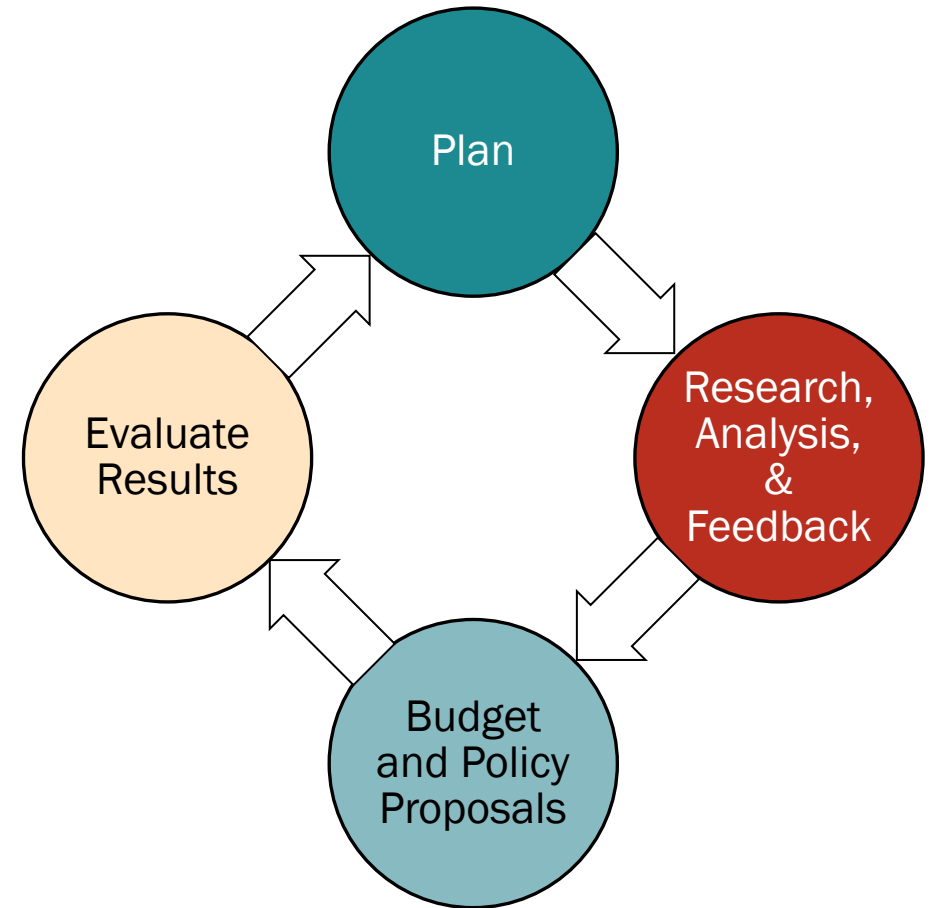 Plan
Research,
Analysis,
&
Feedback
Budget
and Policy
Proposals
Evaluate
Results